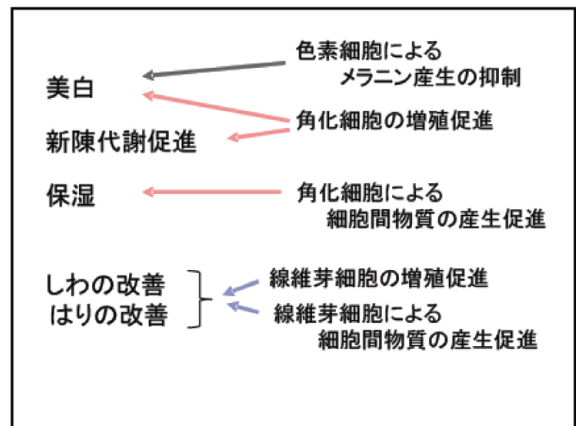 色素細胞による
メラニン産生の抑制
美白
角化細胞の増殖促進
新陳代謝促進
保湿
角化細胞による
細胞間物質の産生促進
しわの改善
はりの改善
線維芽細胞の増殖促進
線維芽細胞による
細胞間物質の産生促進